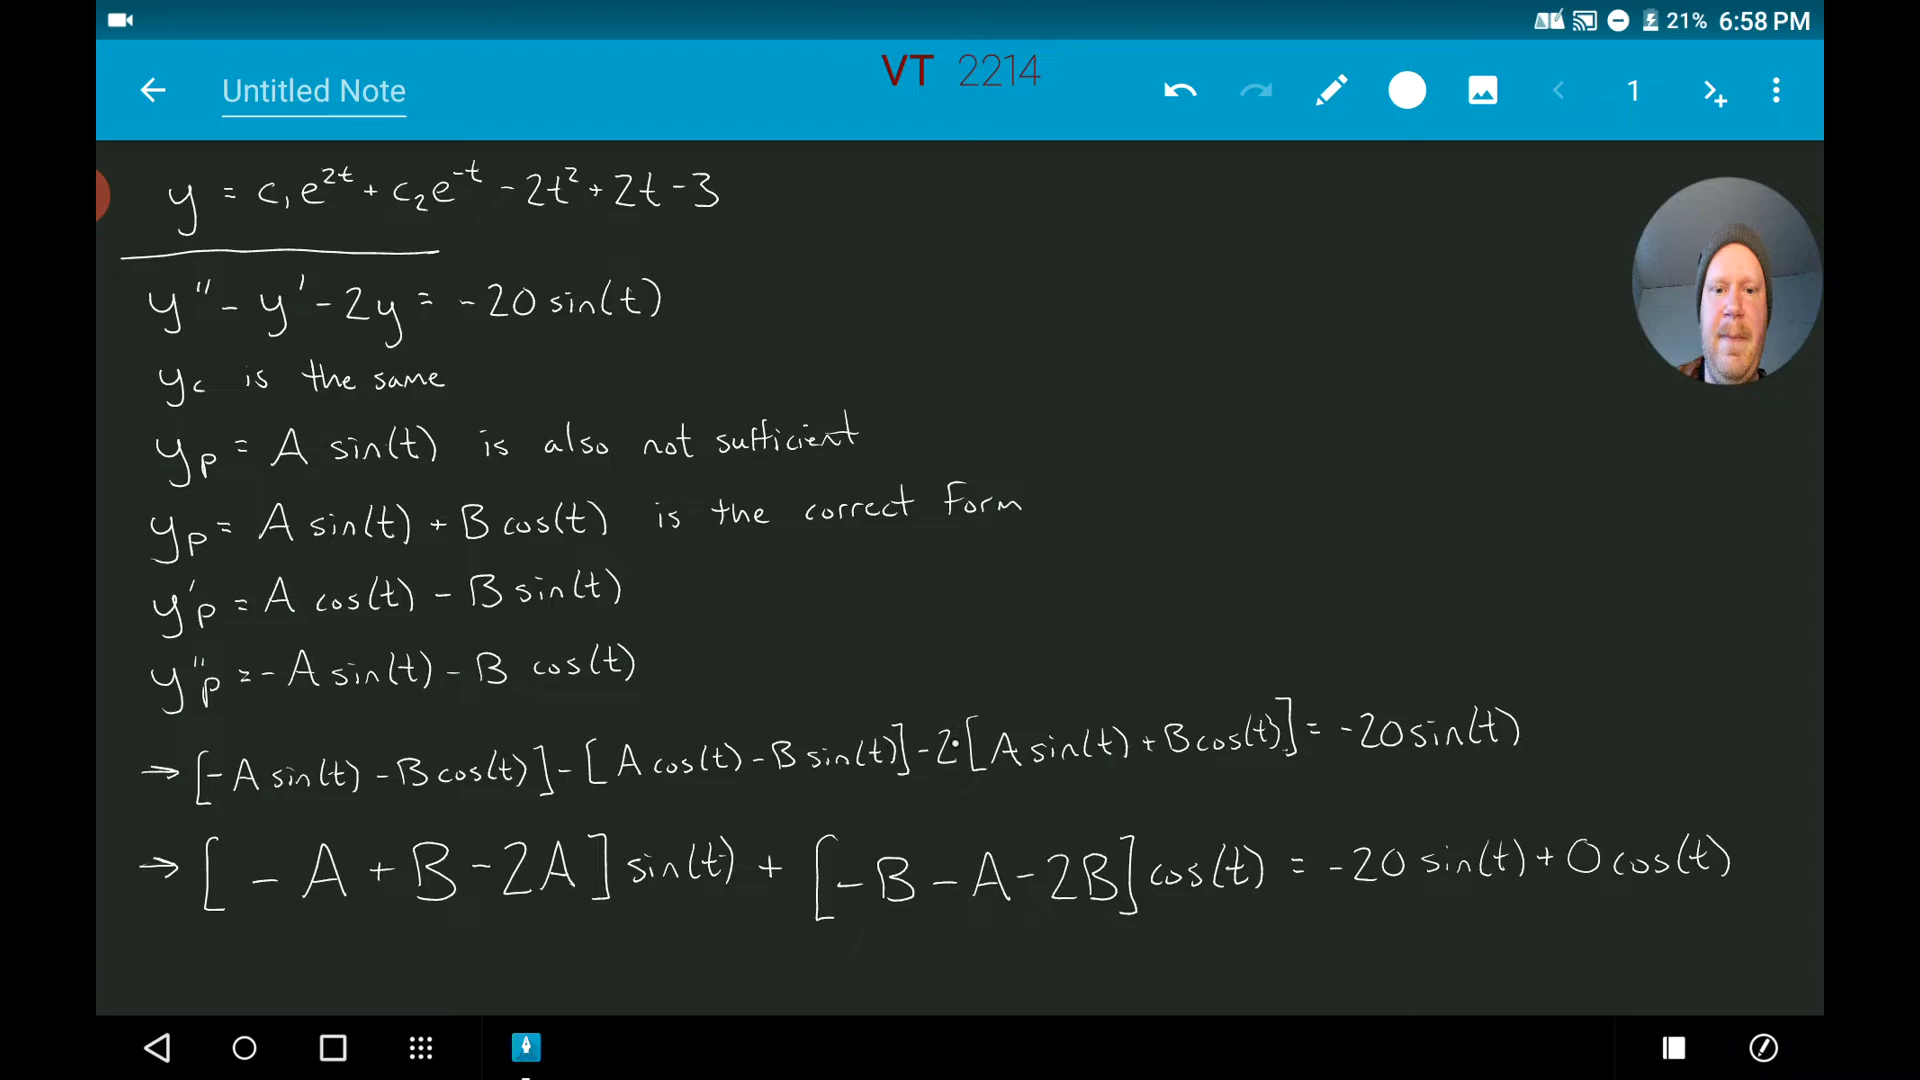 21% 6:58 PM
Untitled Note
VT 2214
1
y = c₁e^{2t} + c₂e^{-t} - 2t² + 2t - 3
y'' - y' - 2y = -20 sin(t)
y_c is the same
y_p = A sin(t) is also not sufficient
y_p = A sin(t) + B cos(t) is the correct form
y'_p = A cos(t) - B sin(t)
y''_p = - A sin(t) - B cos(t)
→ [-A sin(t) - B cos(t)] - [A cos(t) - B sin(t)] - 2[A sin(t) + B cos(t)] = -20 sin(t)
→ [- A + B - 2A] sin(t) + [-B - A - 2B] cos(t) = -20 sin(t) + 0 cos(t)